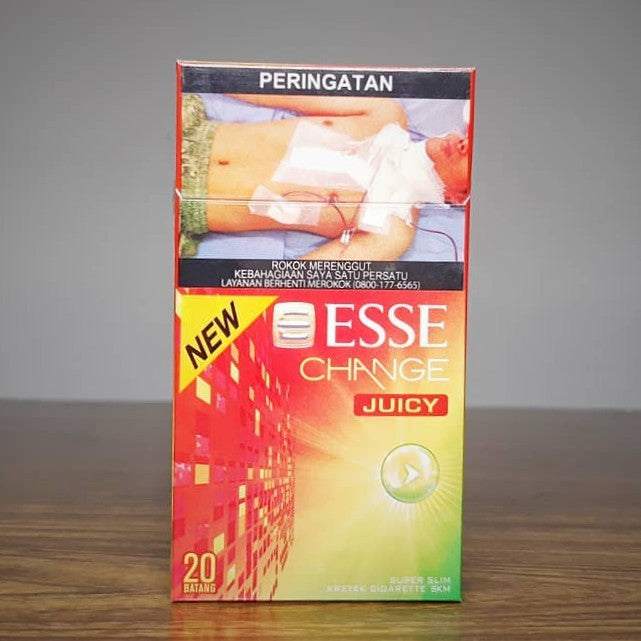 PERINGATAN
ROKOK MERENGGUT
KEBAHAGIAAN SAYA SATU PERSATU
LAYANAN BERHENTI MEROKOK (0800-177-6565)
NEW
ESSE
CHANGE
JUICY
20
BATANG
SUPER SLIM
KRETEK CIGARETTE SKM